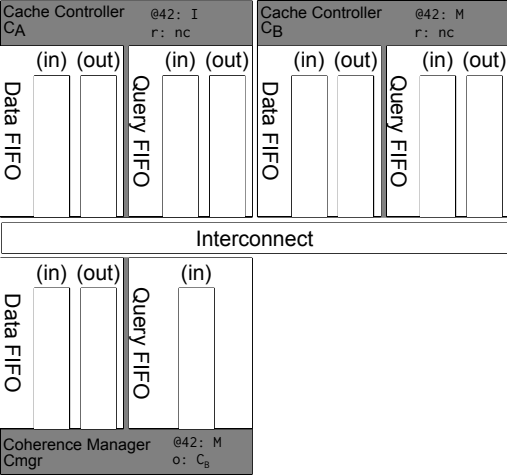 Cache Controller @42: I
CA r: nc
Cache Controller @42: M
CB r: nc
(in) (out) (in) (out)
Data FIFO
Query FIFO
(in) (out) (in) (out)
Data FIFO
Query FIFO
Interconnect
(in) (out) (in)
Data FIFO
Query FIFO
Coherence Manager @42: M
Cmgr o: CB